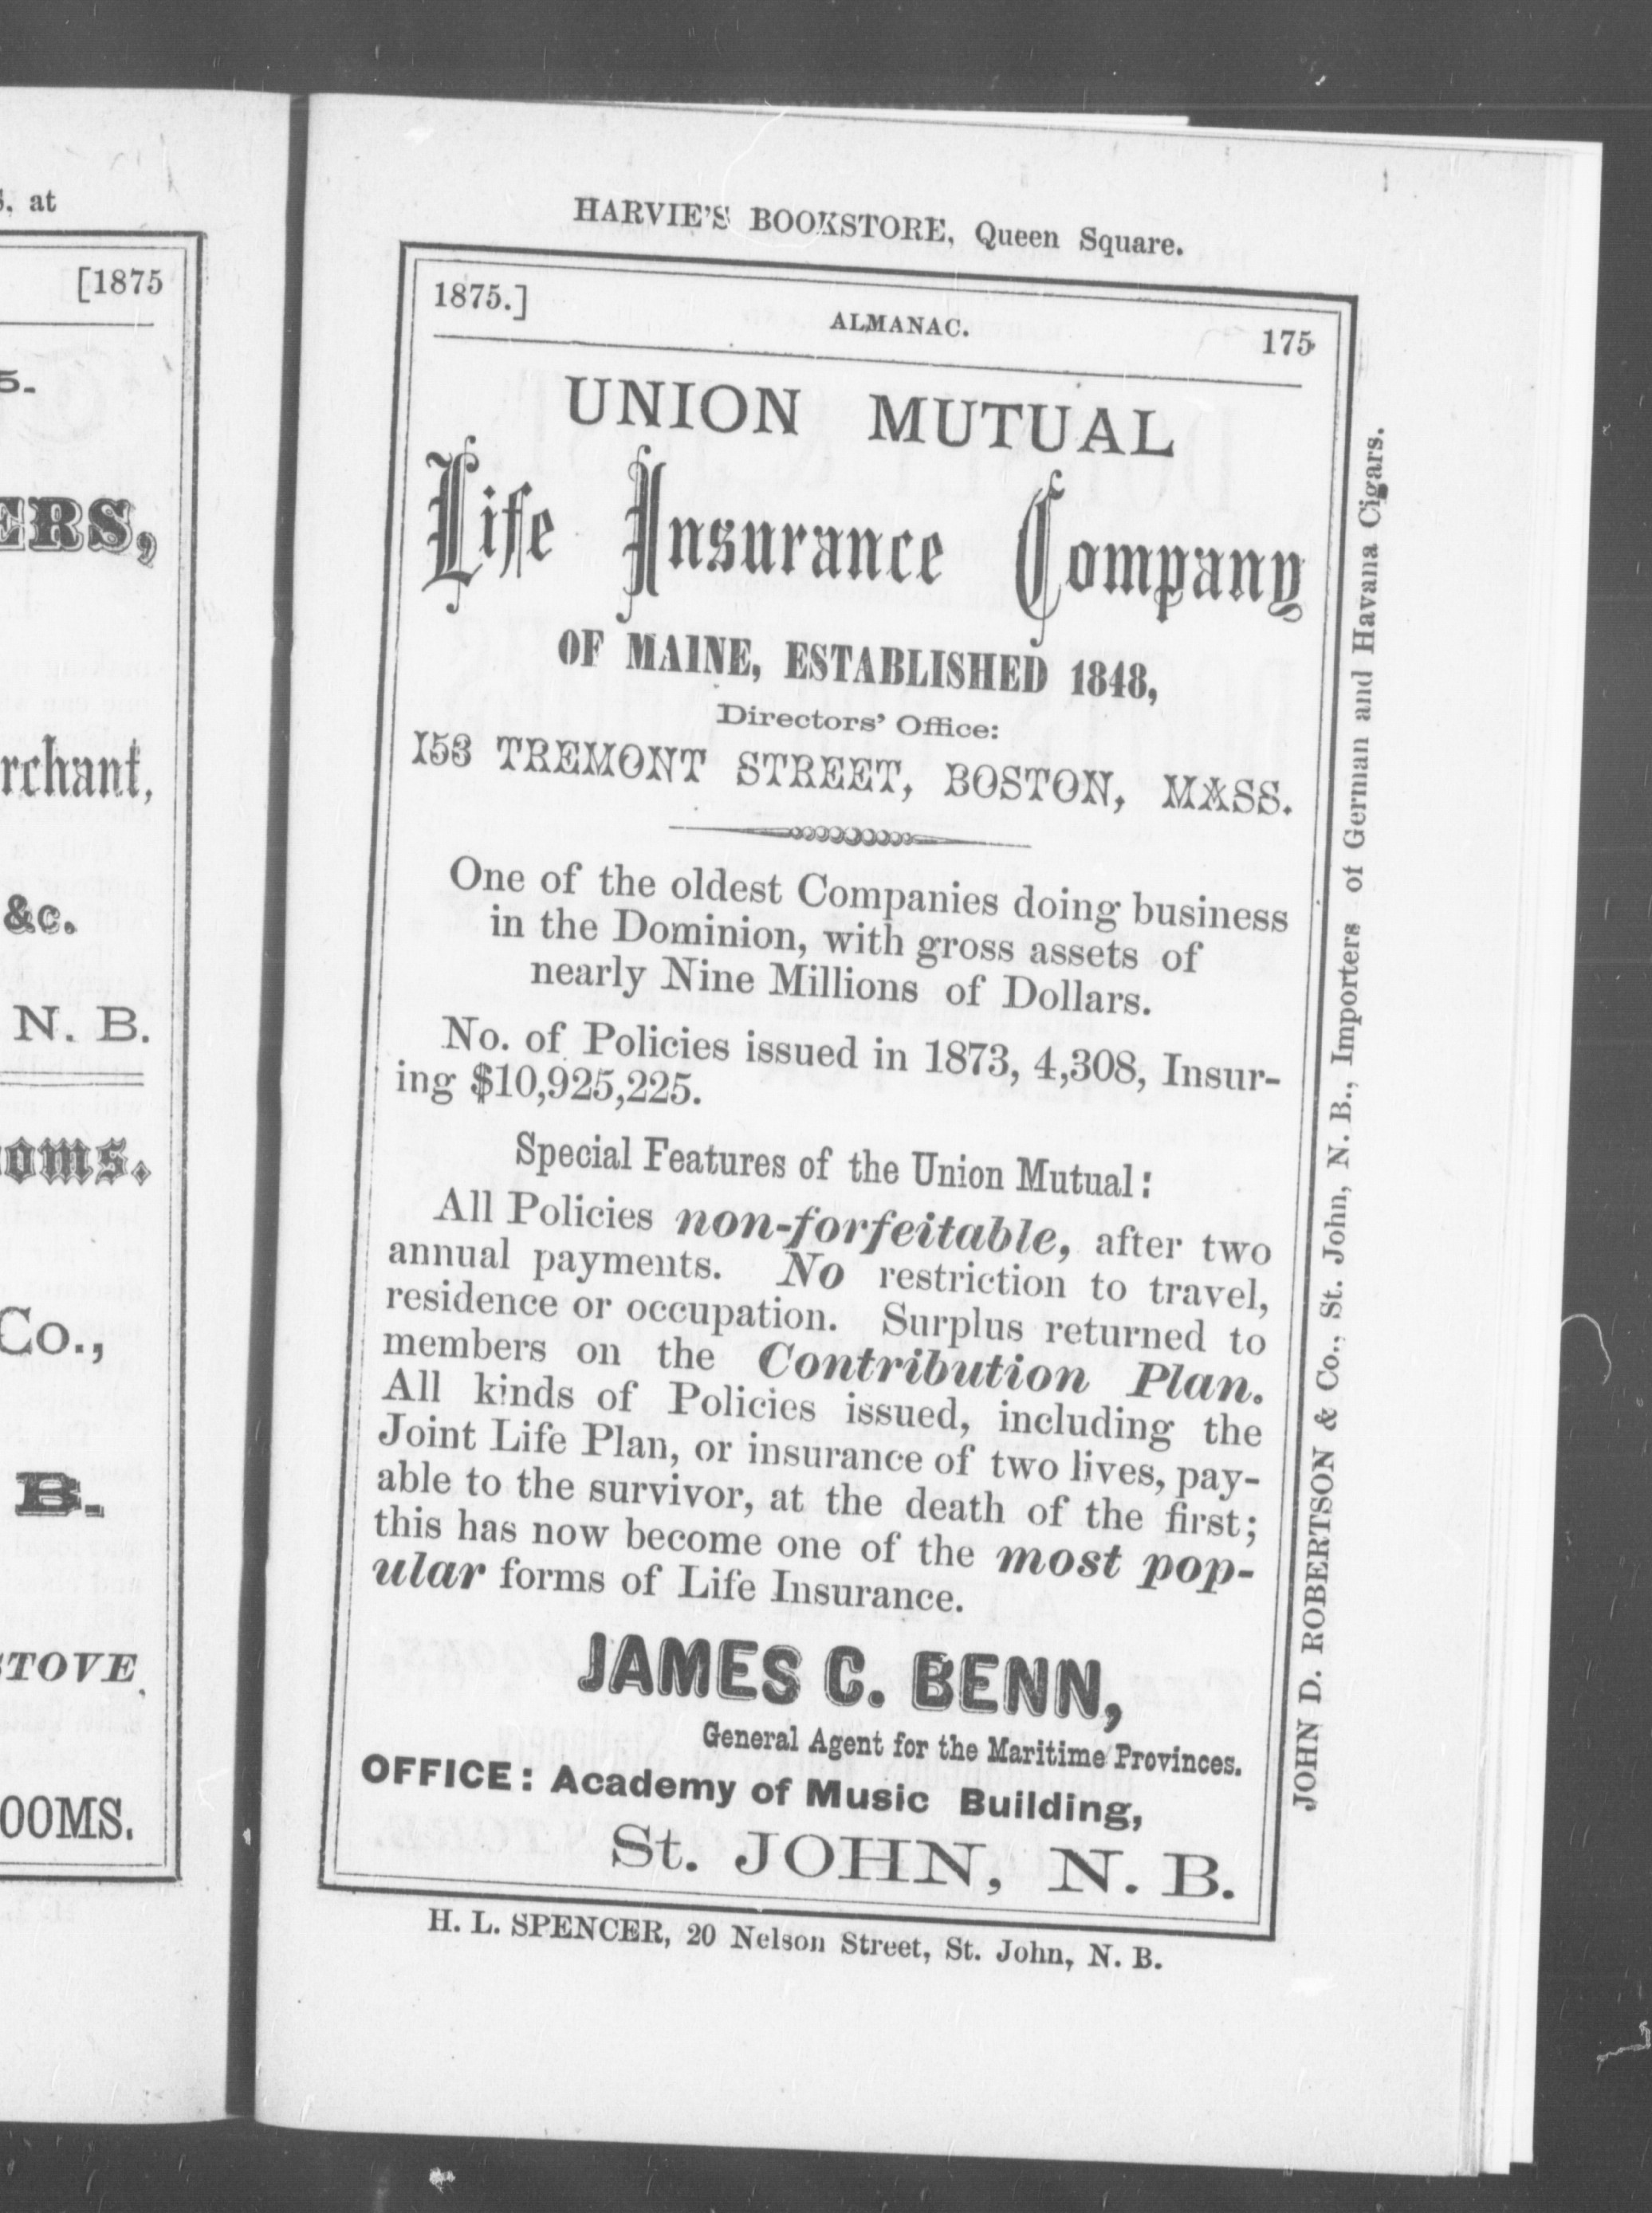 S, at
[1875
5.
ERS,
rchant,
&c.
N. B.
oms.
Co.,
B.
STOVE
OOMS.
HARVIE'S BOOKSTORE, Queen Square.
1875.] ALMANAC. 175
UNION MUTUAL
Life Insurance Company
OF MAINE, ESTABLISHED 1848,
Directors' Office:
153 TREMONT STREET, BOSTON, MASS.
One of the oldest Companies doing business
in the Dominion, with gross assets of
nearly Nine Millions of Dollars.
No. of Policies issued in 1873, 4,308, Insur-
ing $10,925,225.
Special Features of the Union Mutual:
All Policies non-forfeitable, after two
annual payments. No restriction to travel,
residence or occupation. Surplus returned to
members on the Contribution Plan.
All kinds of Policies issued, including the
Joint Life Plan, or insurance of two lives, pay-
able to the survivor, at the death of the first;
this has now become one of the most pop-
ular forms of Life Insurance.
JAMES C. BENN,
General Agent for the Maritime Provinces.
OFFICE: Academy of Music Building,
St. JOHN, N. B.
H. L. SPENCER, 20 Nelson Street, St. John, N. B.
JOHN D. ROBERTSON & Co., St. John, N. B., Importers of German and Havana Cigars.